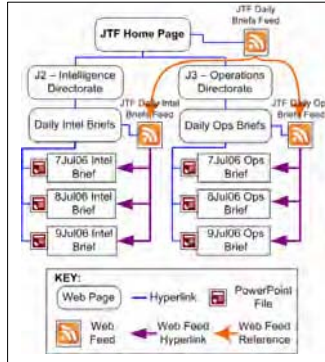 JTF Home Page
JTF Daily
Briefs Feed
J2 – Intelligence
Directorate
J3 – Operations
Directorate
JTF Daily Intel
Briefs Feed
JTF Daily Ops
Briefs Feed
Daily Intel Briefs
Daily Ops Briefs
7Jul06 Intel
Brief
7Jul06 Ops
Brief
8Jul06 Intel
Brief
8Jul06 Ops
Brief
9Jul06 Intel
Brief
9Jul06 Ops
Brief
KEY:
Web Page
Hyperlink
PowerPoint
File
Web
Feed
Web Feed
Hyperlink
Web Feed
Reference